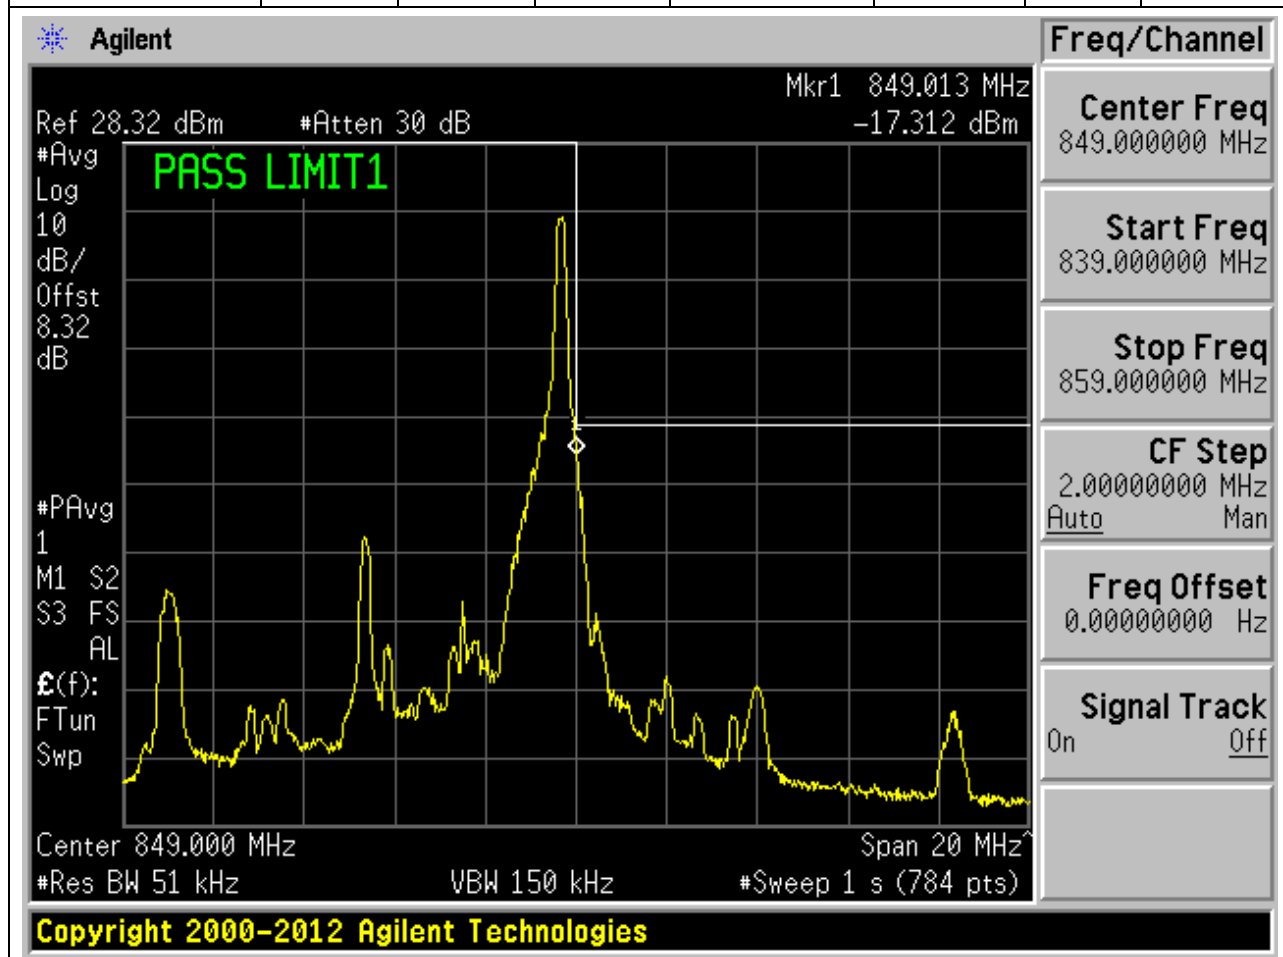 Agilent
Freq/Channel
Mkr1 849.013 MHz
Ref 28.32 dBm #Atten 30 dB -17.312 dBm
#Avg
Log
10
dB/
Offst
8.32
dB
PASS LIMIT1
1
#PAvg
1
M1 S2
S3 FS
AL
£(f):
FTun
Swp
Center 849.000 MHz Span 20 MHz^
#Res BW 51 kHz VBW 150 kHz #Sweep 1 s (784 pts)
Center Freq
849.000000 MHz
Start Freq
839.000000 MHz
Stop Freq
859.000000 MHz
CF Step
2.00000000 MHz
Auto Man
Freq Offset
0.00000000 Hz
Signal Track
On Off
Copyright 2000-2012 Agilent Technologies